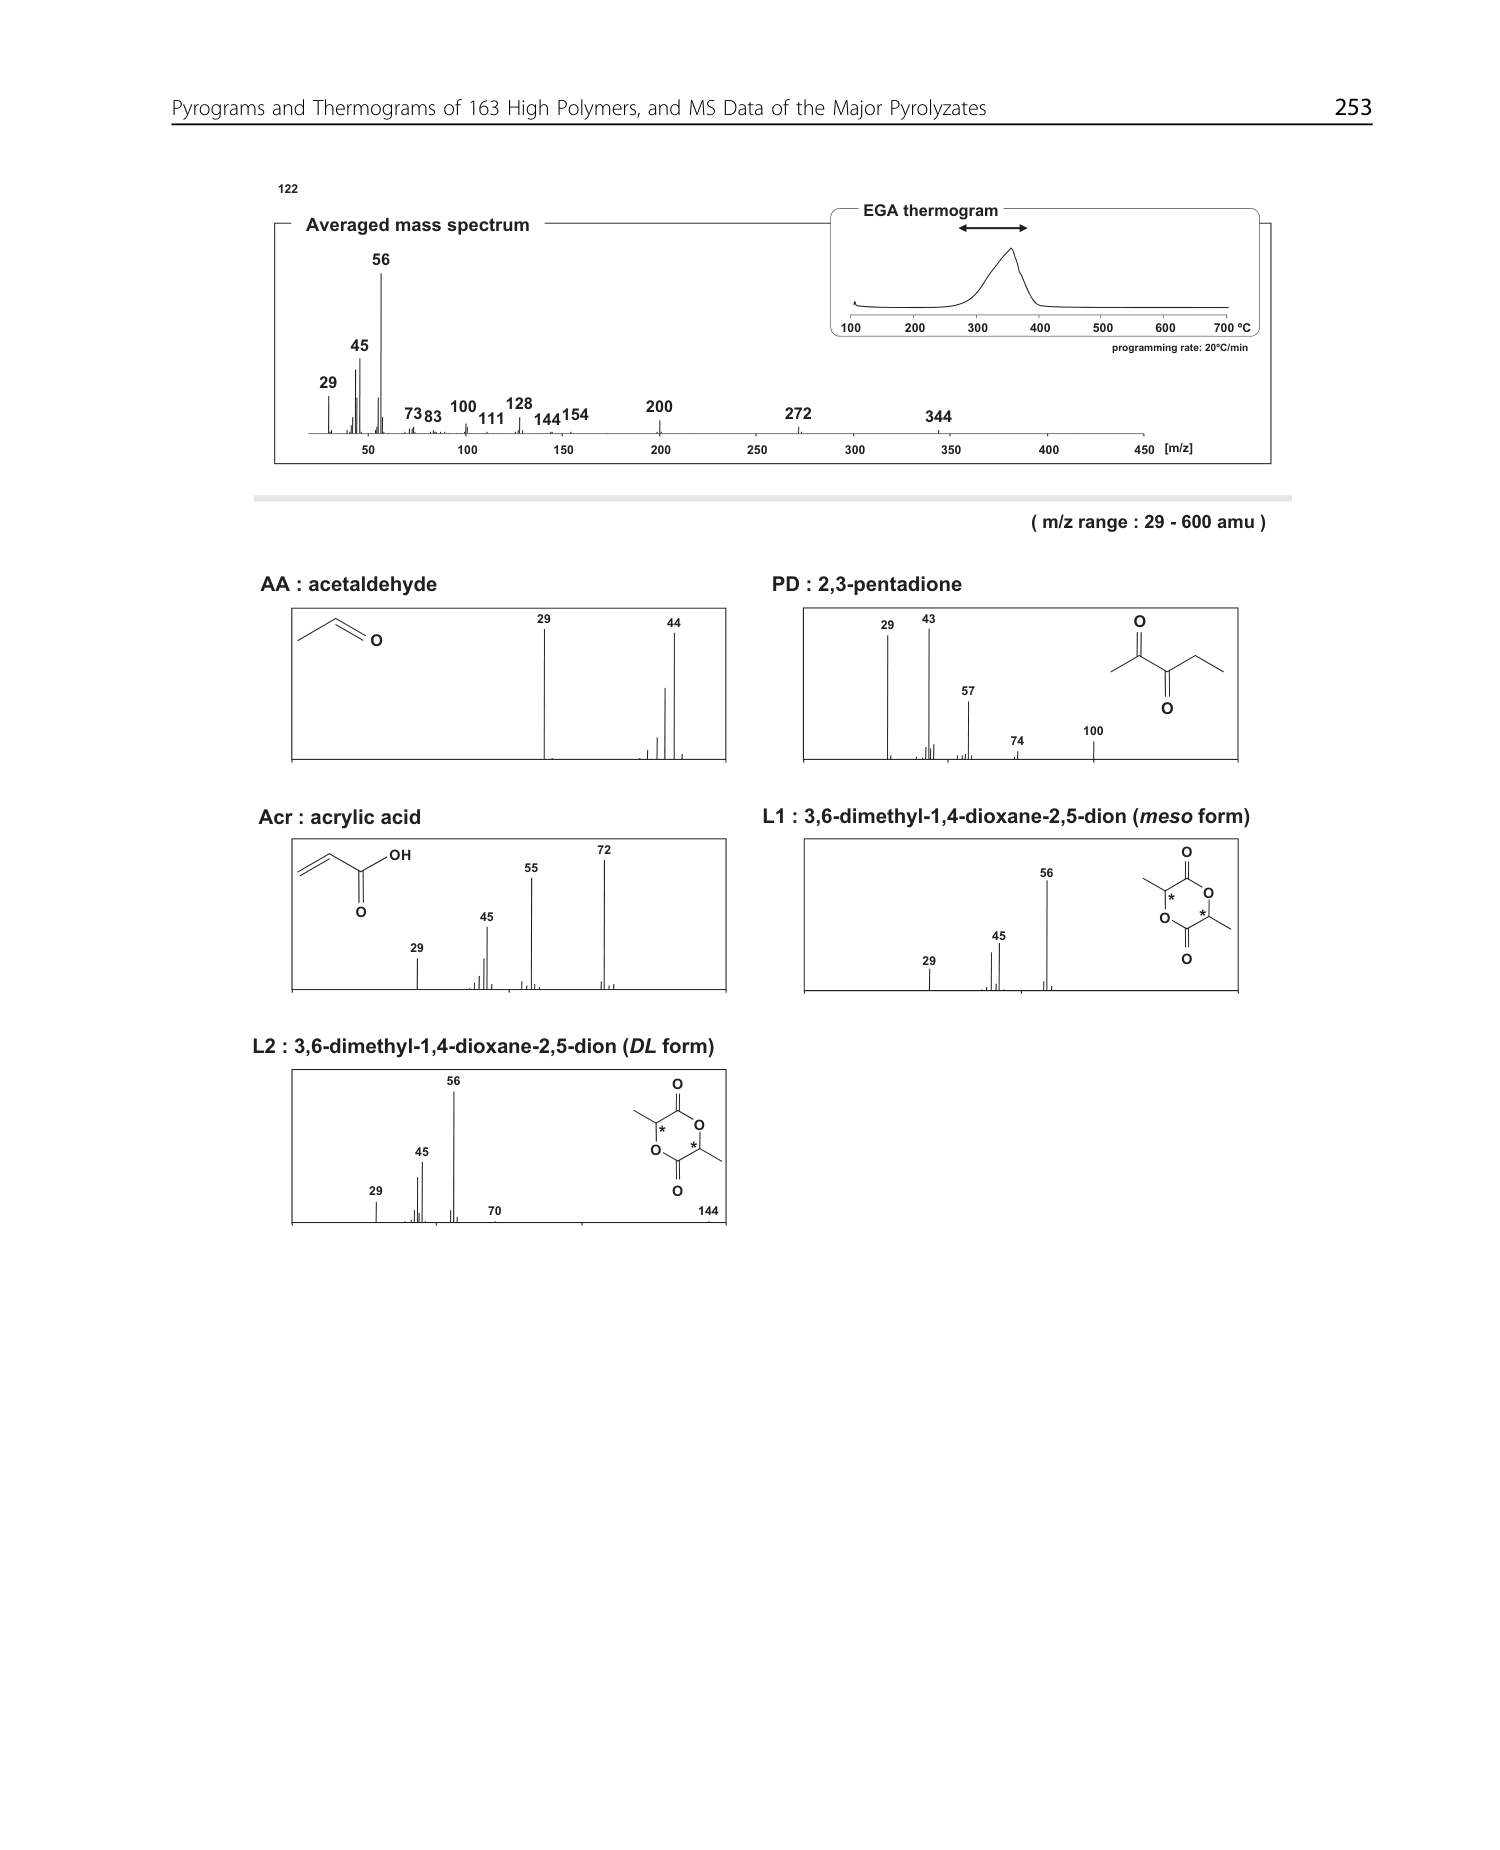 Pyrograms and Thermograms of 163 High Polymers, and MS Data of the Major Pyrolyzates 253
122
Averaged mass spectrum
EGA thermogram
100 200 300 400 500 600 700 ºC
programming rate: 20ºC/min
56
45
29
73 83 100 111 128 144 154 200 272 344
50 100 150 200 250 300 350 400 450 [m/z]
( m/z range : 29 - 600 amu )
AA : acetaldehyde
29 44
O
PD : 2,3-pentadione
29 43 57 74 100
O
O
Acr : acrylic acid
29 45 55 72
OH
O
L1 : 3,6-dimethyl-1,4-dioxane-2,5-dion (meso form)
29 45 56
O
* O
O *
O
L2 : 3,6-dimethyl-1,4-dioxane-2,5-dion (DL form)
29 45 56 70 144
O
* O
O *
O